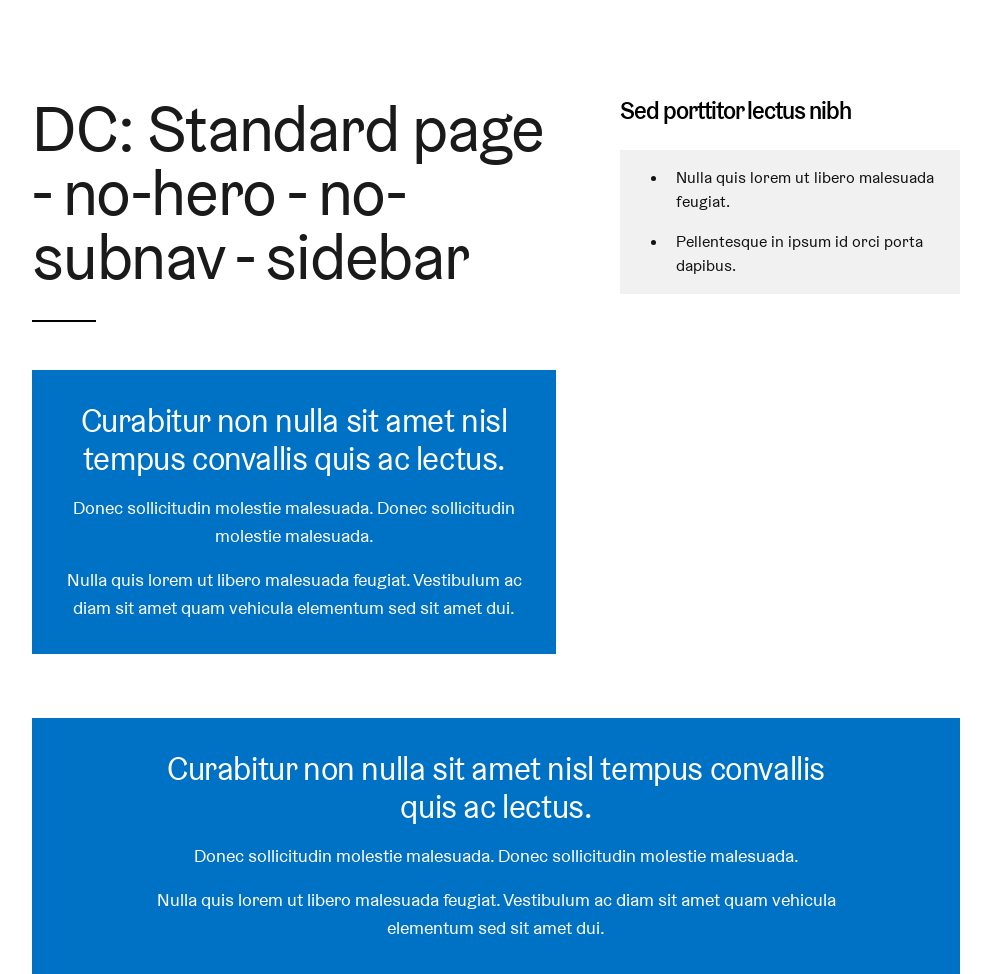 DC: Standard page
- no-hero - no-
subnav - sidebar
Sed porttitor lectus nibh
Nulla quis lorem ut libero malesuada
feugiat.
Pellentesque in ipsum id orci porta
dapibus.
Curabitur non nulla sit amet nisl
tempus convallis quis ac lectus.
Donec sollicitudin molestie malesuada. Donec sollicitudin
molestie malesuada.
Nulla quis lorem ut libero malesuada feugiat. Vestibulum ac
diam sit amet quam vehicula elementum sed sit amet dui.
Curabitur non nulla sit amet nisl tempus convallis
quis ac lectus.
Donec sollicitudin molestie malesuada. Donec sollicitudin molestie malesuada.
Nulla quis lorem ut libero malesuada feugiat. Vestibulum ac diam sit amet quam vehicula
elementum sed sit amet dui.